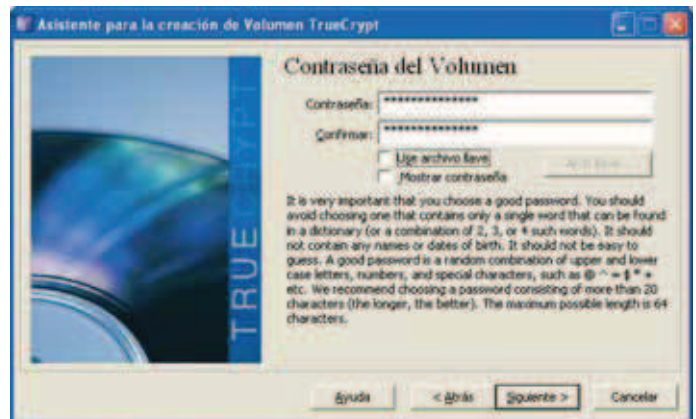 Asistente para la creación de Volumen TrueCrypt
TRUECRYPT
Contraseña del Volumen
Contraseña: **************
Confirmar: **************
Use archivo llave
Mostrar contraseña
It is very important that you choose a good password. You should
avoid choosing one that contains only a single word that can be found
in a dictionary (or a combination of 2, 3, or 4 such words). It should
not contain any names or dates of birth. It should not be easy to
guess. A good password is a random combination of upper and lower
case letters, numbers, and special characters, such as @ ^ = $ * +
etc. We recommend choosing a password consisting of more than 20
characters (the longer, the better). The maximum possible length is 64
characters.
Ayuda
< Atrás
Siguiente >
Cancelar